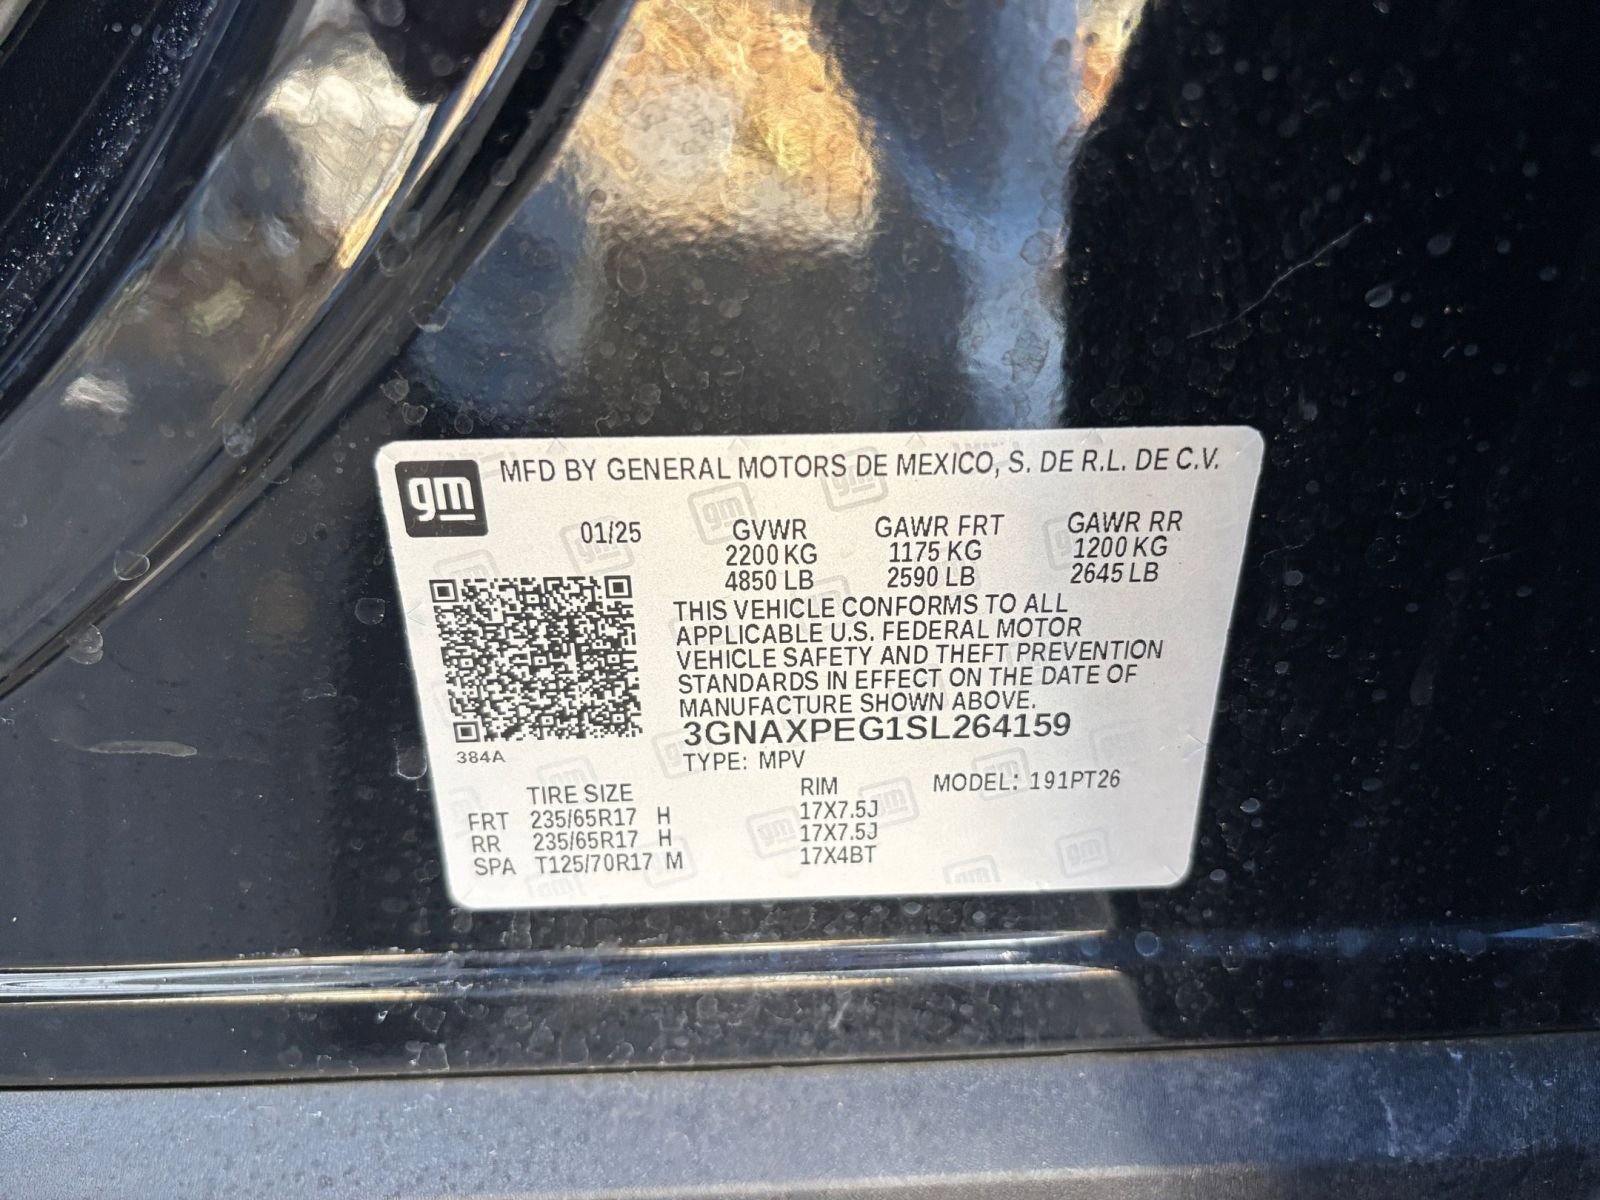 gm
MFD BY GENERAL MOTORS DE MEXICO, S. DE R.L. DE C.V.
01/25 GVWR GAWR FRT GAWR RR
2200 KG 1175 KG 1200 KG
4850 LB 2590 LB 2645 LB
THIS VEHICLE CONFORMS TO ALL
APPLICABLE U.S. FEDERAL MOTOR
VEHICLE SAFETY AND THEFT PREVENTION
STANDARDS IN EFFECT ON THE DATE OF
MANUFACTURE SHOWN ABOVE.
3GNAXPEG1SL264159
384A
TYPE: MPV
TIRE SIZE RIM MODEL: 191PT26
FRT 235/65R17 H 17X7.5J
RR 235/65R17 H 17X7.5J
SPA T125/70R17 M 17X4BT